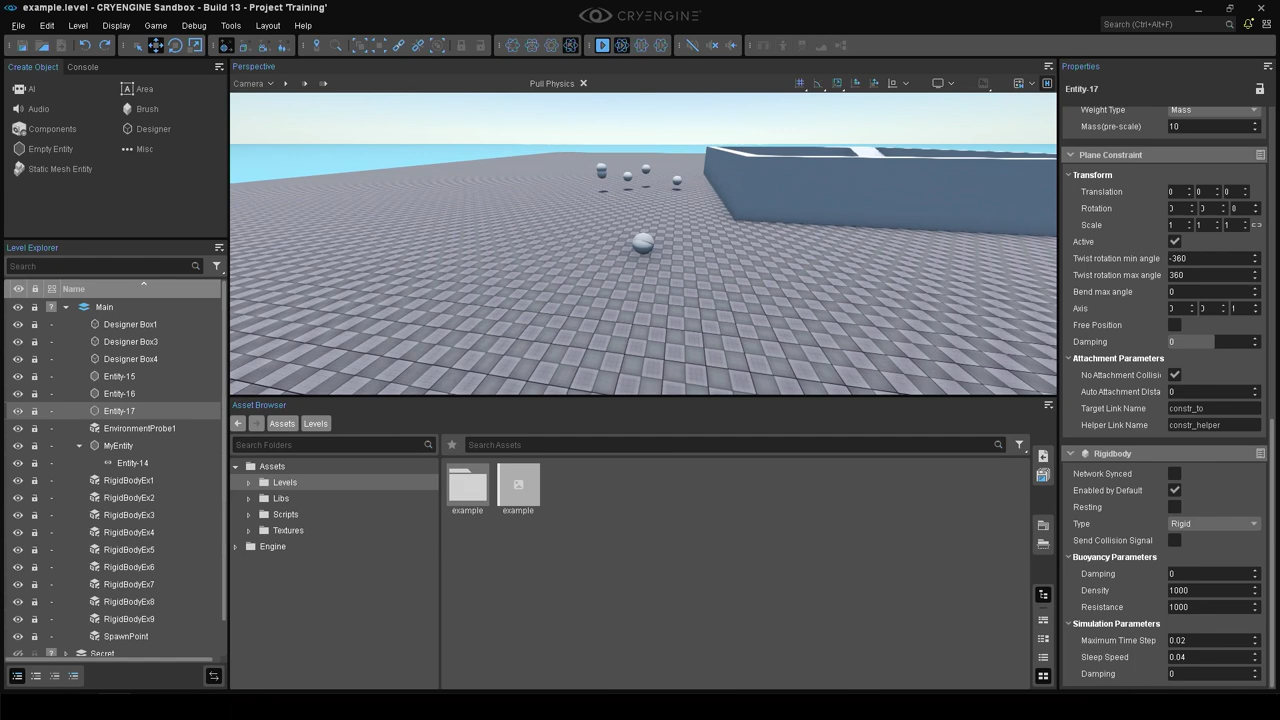 example.level - CRYENGINE Sandbox - Build 13 - Project 'Training'
CRYENGINE
File Edit Level Display Game Debug Tools Layout Help
Search (Ctrl+Alt+F)
Create Object Console
AI Area
Audio Brush
Components Designer
Empty Entity Misc
Static Mesh Entity
Level Explorer
Search
Name
Main
Designer Box1
Designer Box3
Designer Box4
Entity-15
Entity-16
Entity-17
EnvironmentProbe1
MyEntity
Entity-14
RigidBodyEx1
RigidBodyEx2
RigidBodyEx3
RigidBodyEx4
RigidBodyEx5
RigidBodyEx6
RigidBodyEx7
RigidBodyEx8
RigidBodyEx9
SpawnPoint
Secret
Perspective
Camera
Pull Physics
Asset Browser
Assets Levels
Search Folders
Search Assets
Assets
Levels
Libs
Scripts
Textures
Engine
example
example
Properties
Entity-17
Weight Type Mass
Mass(pre-scale) 10
Plane Constraint
Transform
Translation 0 0 0
Rotation 0 0 0
Scale 1 1 1
Active
Twist rotation min angle -360
Twist rotation max angle 360
Bend max angle 0
Axis 0 0 1
Free Position
Damping 0
Attachment Parameters
No Attachment Collisi
Auto Attachment Dista 0
Target Link Name constr_to
Helper Link Name constr_helper
Rigidbody
Network Synced
Enabled by Default
Resting
Type Rigid
Send Collision Signal
Buoyancy Parameters
Damping 0
Density 1000
Resistance 1000
Simulation Parameters
Maximum Time Step 0.02
Sleep Speed 0.04
Damping 0